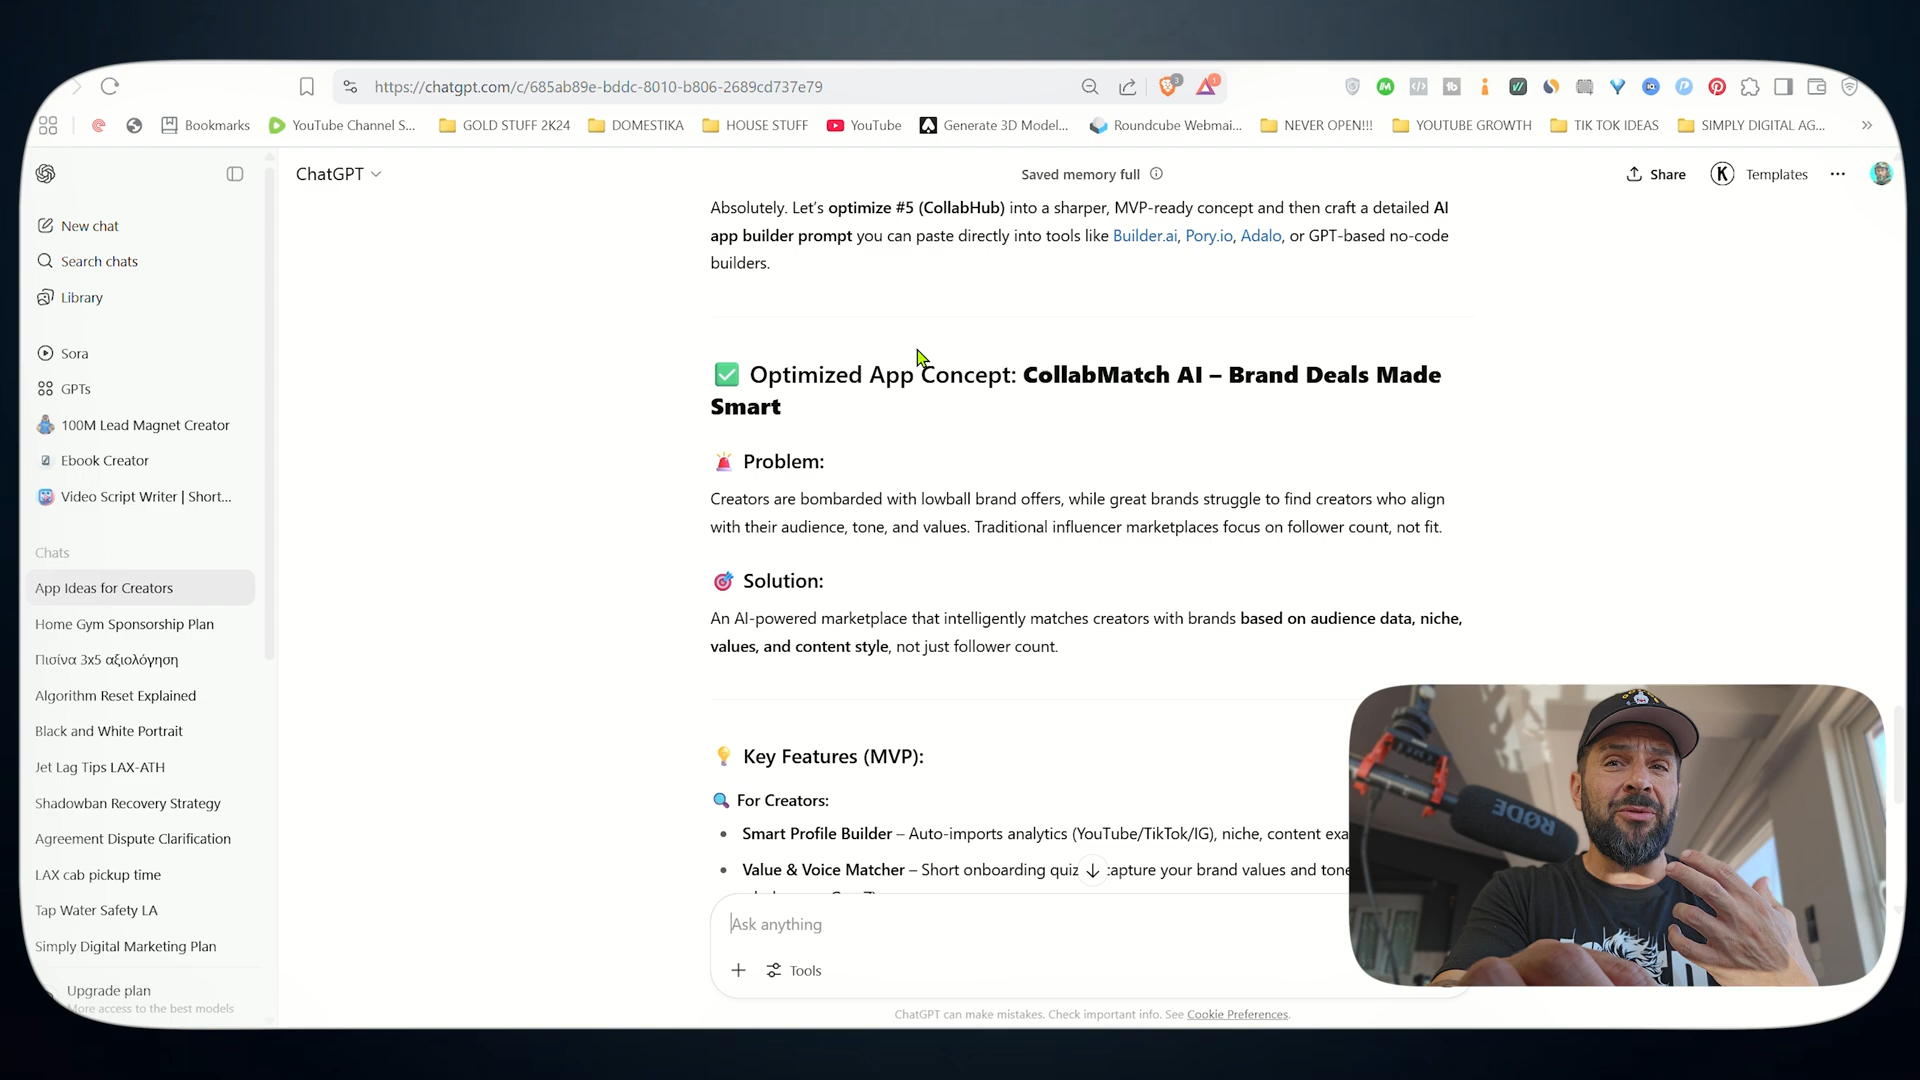 https://chatgpt.com/c/685ab89e-bddc-8010-b806-2689cd737e79
3
1
Bookmarks
YouTube Channel S...
GOLD STUFF 2K24
DOMESTIKA
HOUSE STUFF
YouTube
Generate 3D Model...
Roundcube Webmai...
NEVER OPEN!!!
YOUTUBE GROWTH
TIK TOK IDEAS
SIMPLY DIGITAL AG...
ChatGPT
Saved memory full
Share
K
Templates
New chat
Search chats
Library
Sora
GPTs
100M Lead Magnet Creator
Ebook Creator
Video Script Writer | Short...
Chats
App Ideas for Creators
Home Gym Sponsorship Plan
Πισίνα 3x5 αξιολόγηση
Algorithm Reset Explained
Black and White Portrait
Jet Lag Tips LAX-ATH
Shadowban Recovery Strategy
Agreement Dispute Clarification
LAX cab pickup time
Tap Water Safety LA
Simply Digital Marketing Plan
Upgrade plan
More access to the best models
Absolutely. Let's optimize #5 (CollabHub) into a sharper, MVP-ready concept and then craft a detailed AI
app builder prompt you can paste directly into tools like Builder.ai, Pory.io, Adalo, or GPT-based no-code
builders.
Optimized App Concept: CollabMatch AI – Brand Deals Made
Smart
Problem:
Creators are bombarded with lowball brand offers, while great brands struggle to find creators who align
with their audience, tone, and values. Traditional influencer marketplaces focus on follower count, not fit.
Solution:
An AI-powered marketplace that intelligently matches creators with brands based on audience data, niche,
values, and content style, not just follower count.
Key Features (MVP):
For Creators:
• Smart Profile Builder – Auto-imports analytics (YouTube/TikTok/IG), niche, content exa
• Value & Voice Matcher – Short onboarding quiz capture your brand values and tone
Ask anything
Tools
ChatGPT can make mistakes. Check important info. See Cookie Preferences.
RØDE